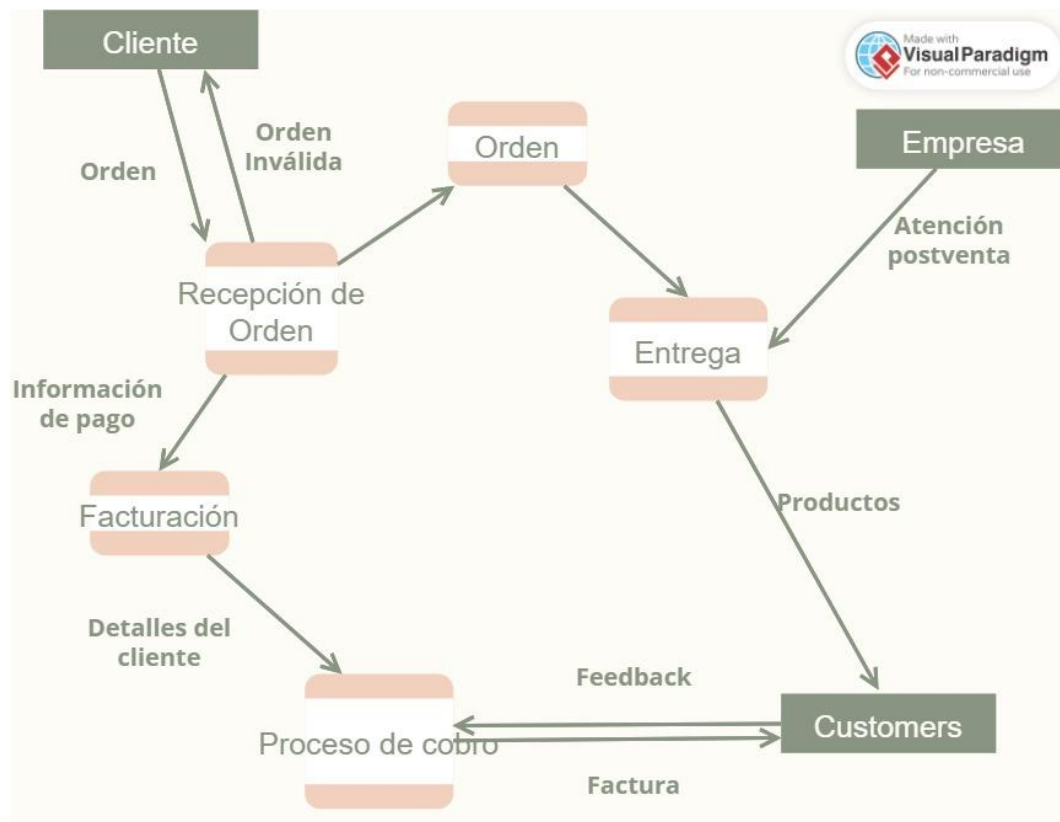 Cliente
Made with
Visual Paradigm
For non-commercial use
Orden
Inválida
Orden
Orden
Empresa
Atención
postventa
Recepción de
Orden
Entrega
Información
de pago
Facturación
Productos
Detalles del
cliente
Feedback
Customers
Proceso de cobro
Factura